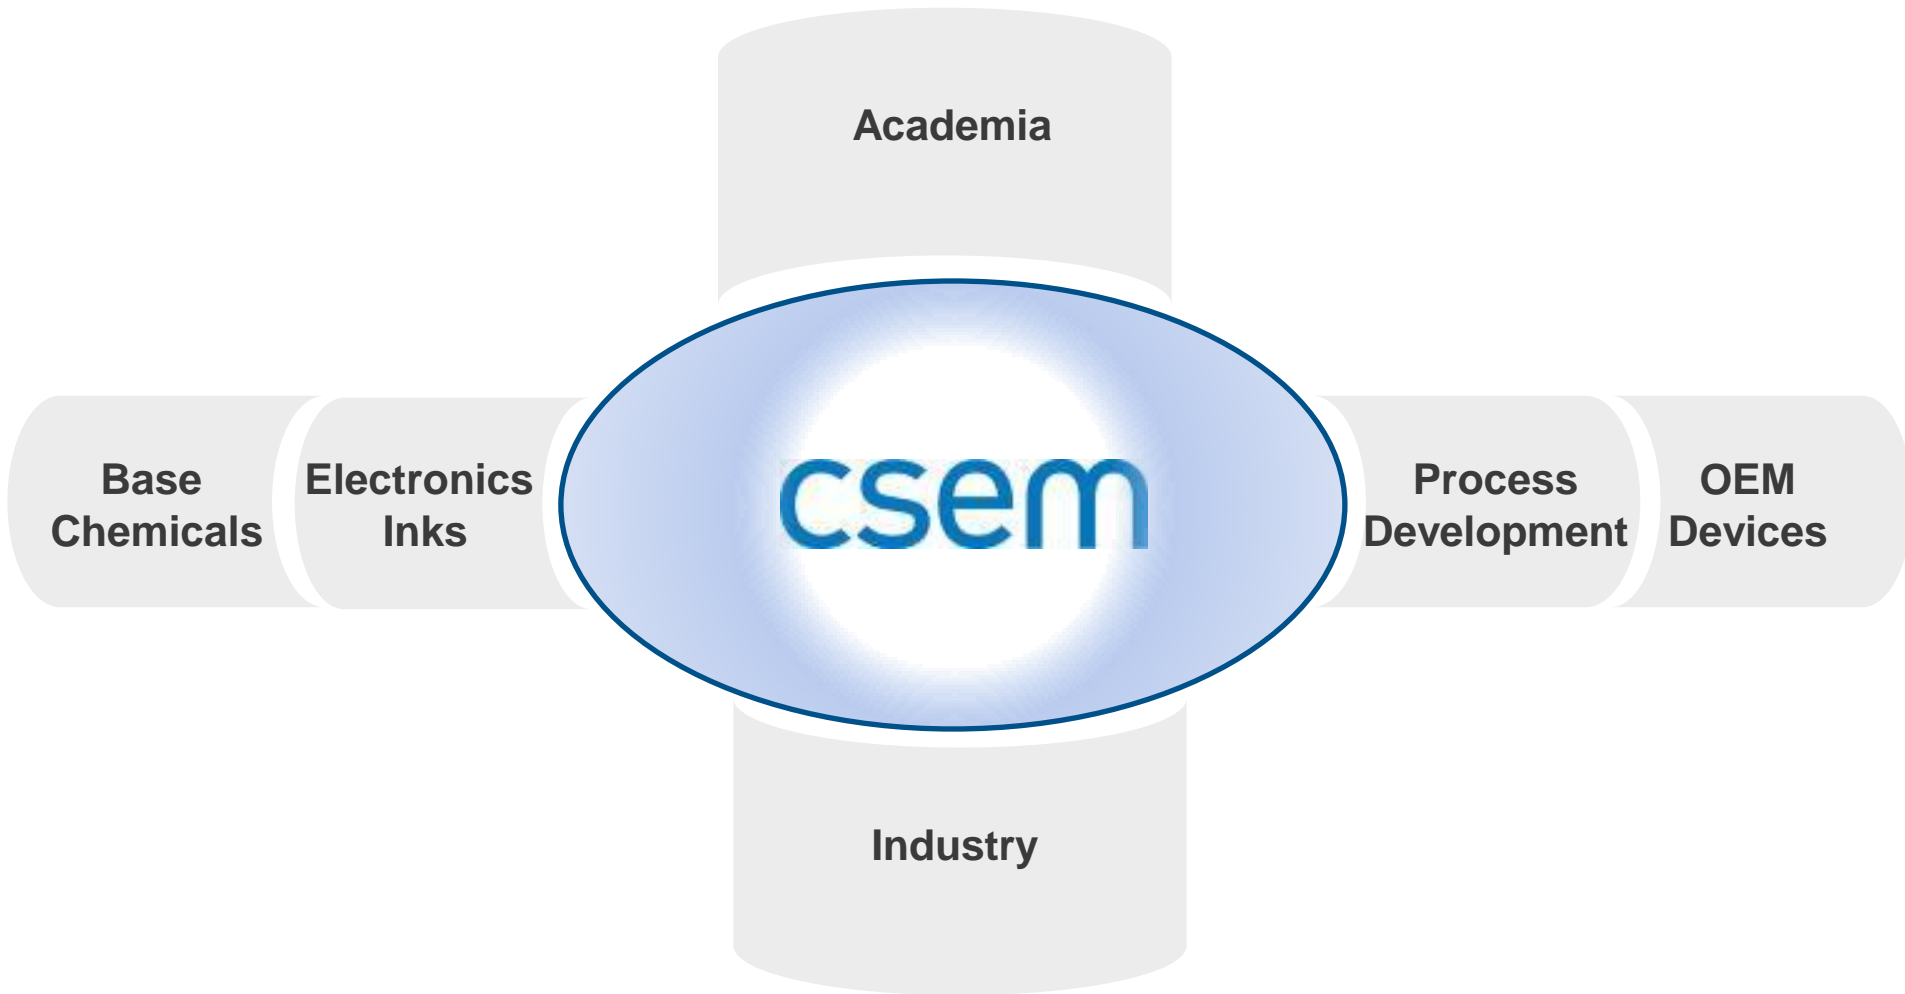 Academia
Base
Chemicals
Electronics
Inks
csem
Process
Development
OEM
Devices
Industry